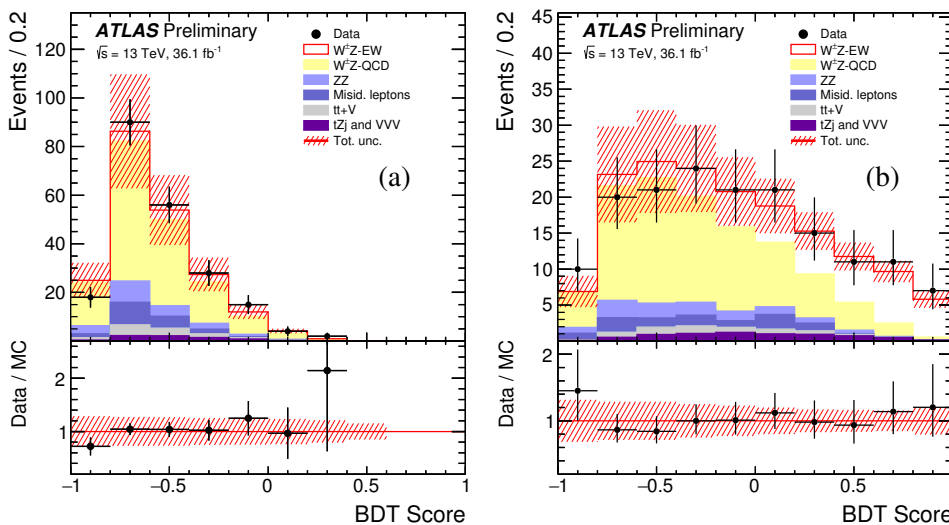 ATLAS Preliminary
√s = 13 TeV, 36.1 fb⁻¹
Data
W±Z-EW
W±Z-QCD
ZZ
Misid. leptons
tt+V
tZj and VVV
Tot. unc.
(a)
Events / 0.2
120
100
80
60
40
20
Data / MC
2
1
−1 −0.5 0 0.5 1
BDT Score
ATLAS Preliminary
√s = 13 TeV, 36.1 fb⁻¹
Data
W±Z-EW
W±Z-QCD
ZZ
Misid. leptons
tt+V
tZj and VVV
Tot. unc.
(b)
Events / 0.2
45
40
35
30
25
20
15
10
5
Data / MC
2
1
−1 −0.5 0 0.5
BDT Score